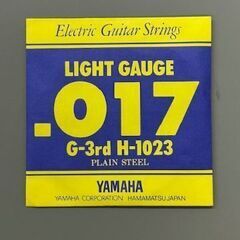 Electric Guitar Strings
LIGHT GAUGE
.017
G-3rd H-1023
PLAIN STEEL
YAMAHA
YAMAHA CORPORATION HAMAMATSU,JAPAN